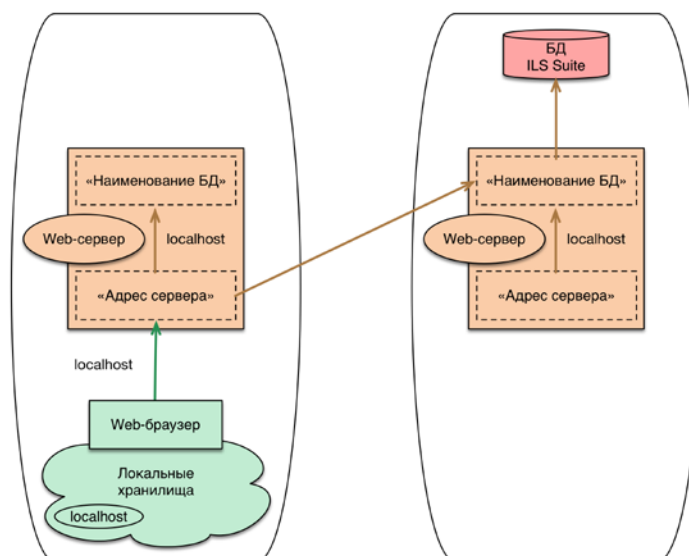 БД
ILS Suite
«Наименование БД»
Web-сервер
localhost
«Адрес сервера»
localhost
Web-браузер
Локальные
хранилища
localhost
«Наименование БД»
Web-сервер
localhost
«Адрес сервера»